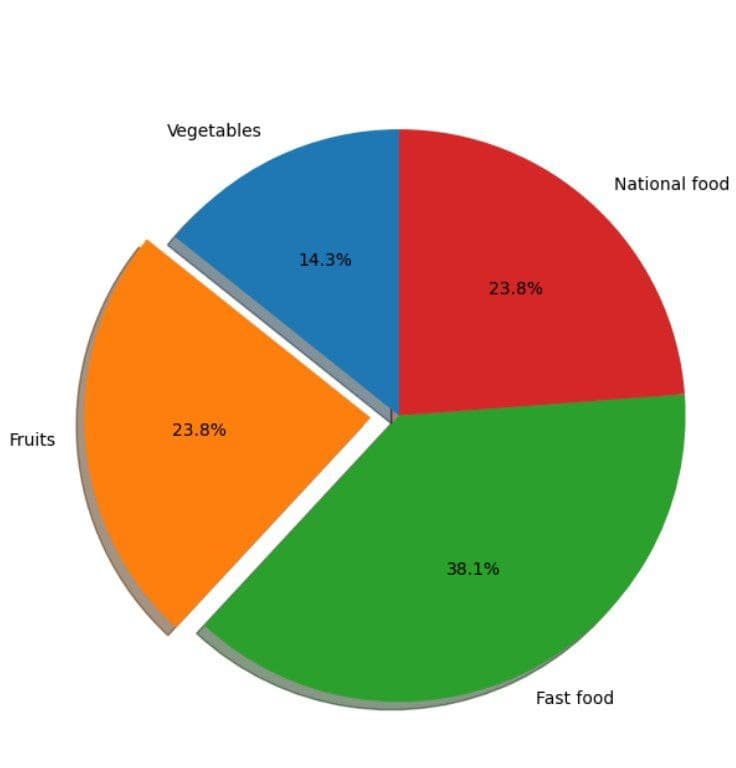 Vegetables
National food
14.3%
23.8%
Fruits
23.8%
38.1%
Fast food